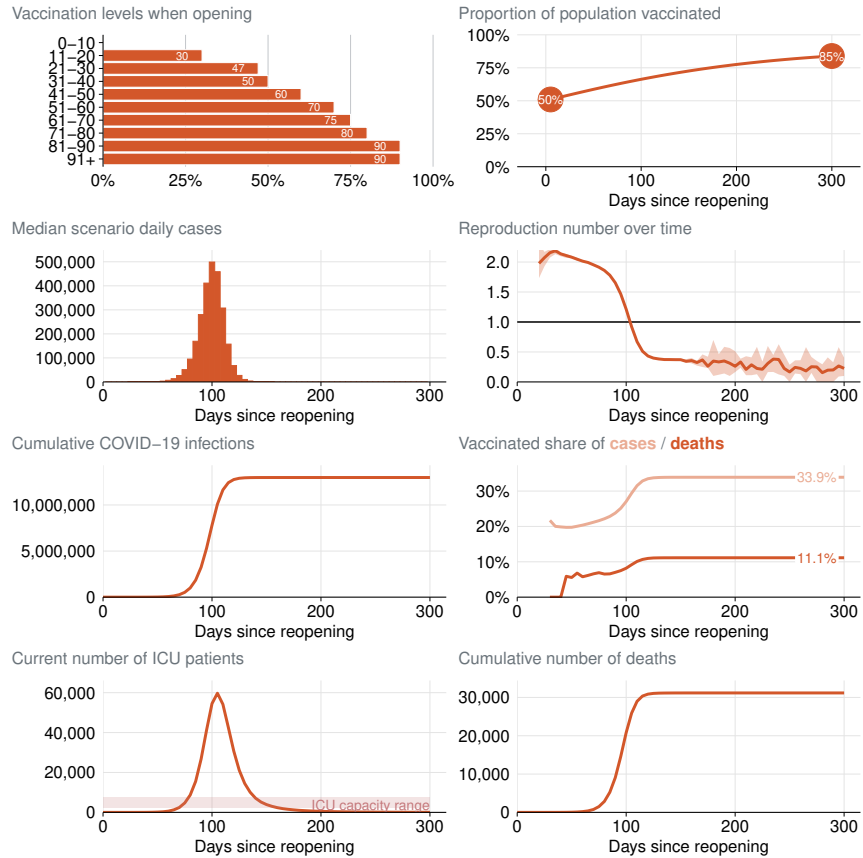 Vaccination levels when opening
0−10
11−20
21−30
31−40
41−50
51−60
61−70
71−80
81−90
91+
30
47
50
60
70
75
80
90
90
0% 25% 50% 75% 100%
Proportion of population vaccinated
100%
75%
50%
25%
0%
50%
85%
0 100 200 300
Days since reopening
Median scenario daily cases
500,000
400,000
300,000
200,000
100,000
0
0 100 200 300
Days since reopening
Reproduction number over time
2.0
1.5
1.0
0.5
0.0
0 100 200 300
Days since reopening
Cumulative COVID−19 infections
10,000,000
5,000,000
0
0 100 200 300
Days since reopening
Vaccinated share of cases / deaths
30%
20%
10%
0%
33.9%
11.1%
0 100 200 300
Days since reopening
Current number of ICU patients
60,000
40,000
20,000
0
ICU capacity range
0 100 200 300
Days since reopening
Cumulative number of deaths
30,000
20,000
10,000
0
0 100 200 300
Days since reopening